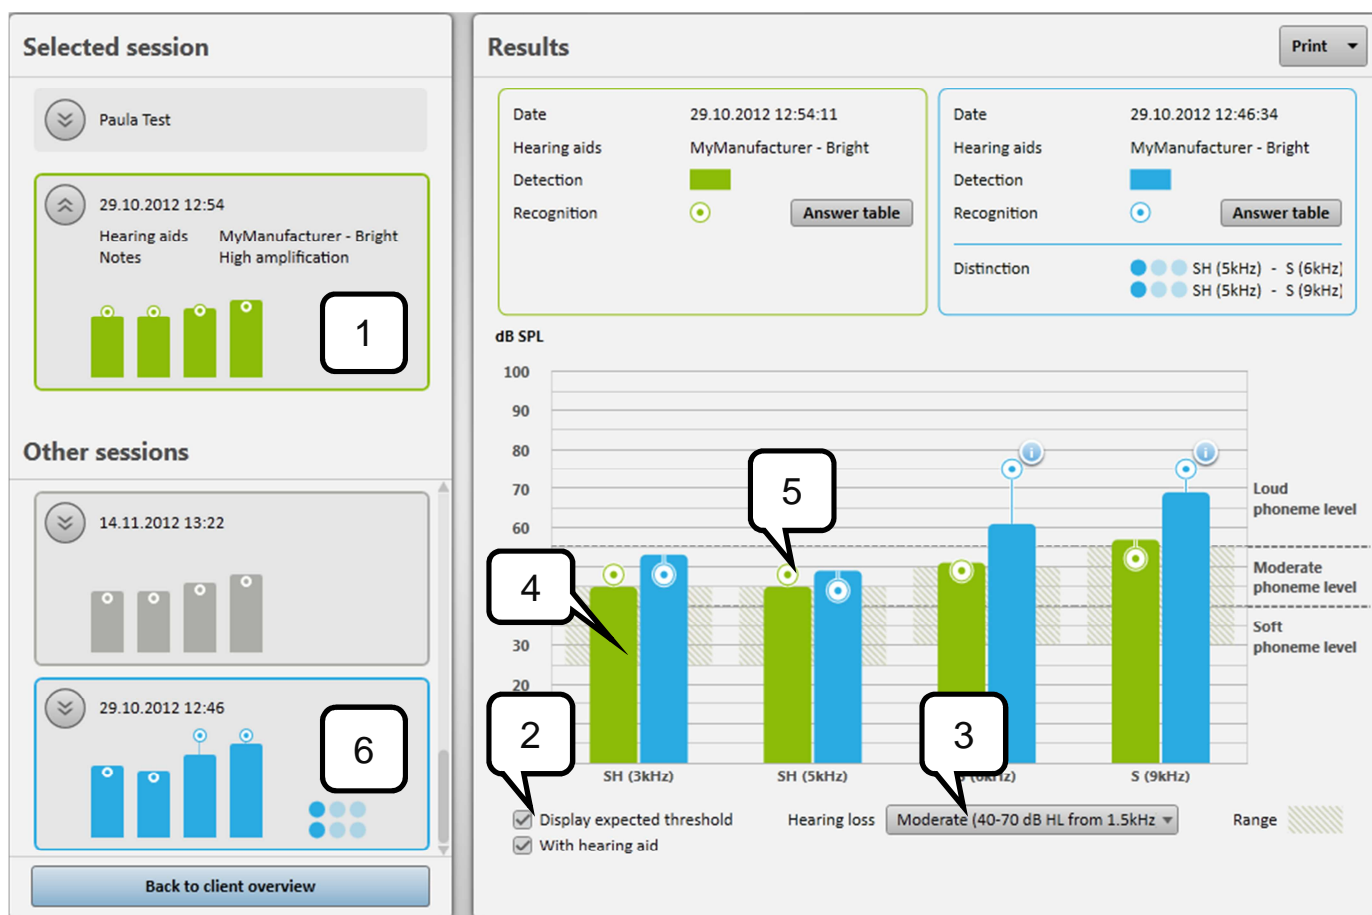 Selected session
Paula Test
29.10.2012 12:54
Hearing aids MyManufacturer - Bright
Notes High amplification
1
Other sessions
14.11.2012 13:22
29.10.2012 12:46
6
Back to client overview
Results
Print
Date 29.10.2012 12:54:11
Hearing aids MyManufacturer - Bright
Detection
Recognition Answer table
Date 29.10.2012 12:46:34
Hearing aids MyManufacturer - Bright
Detection
Recognition Answer table
Distinction SH (5kHz) - S (6kHz)
SH (5kHz) - S (9kHz)
dB SPL
100
90
80
70
60
30
20
5
4
2
3
Loud
phoneme level
Moderate
phoneme level
Soft
phoneme level
SH (3kHz) SH (5kHz) S (6kHz) S (9kHz)
Display expected threshold Hearing loss Moderate (40-70 dB HL from 1.5kHz Range
With hearing aid